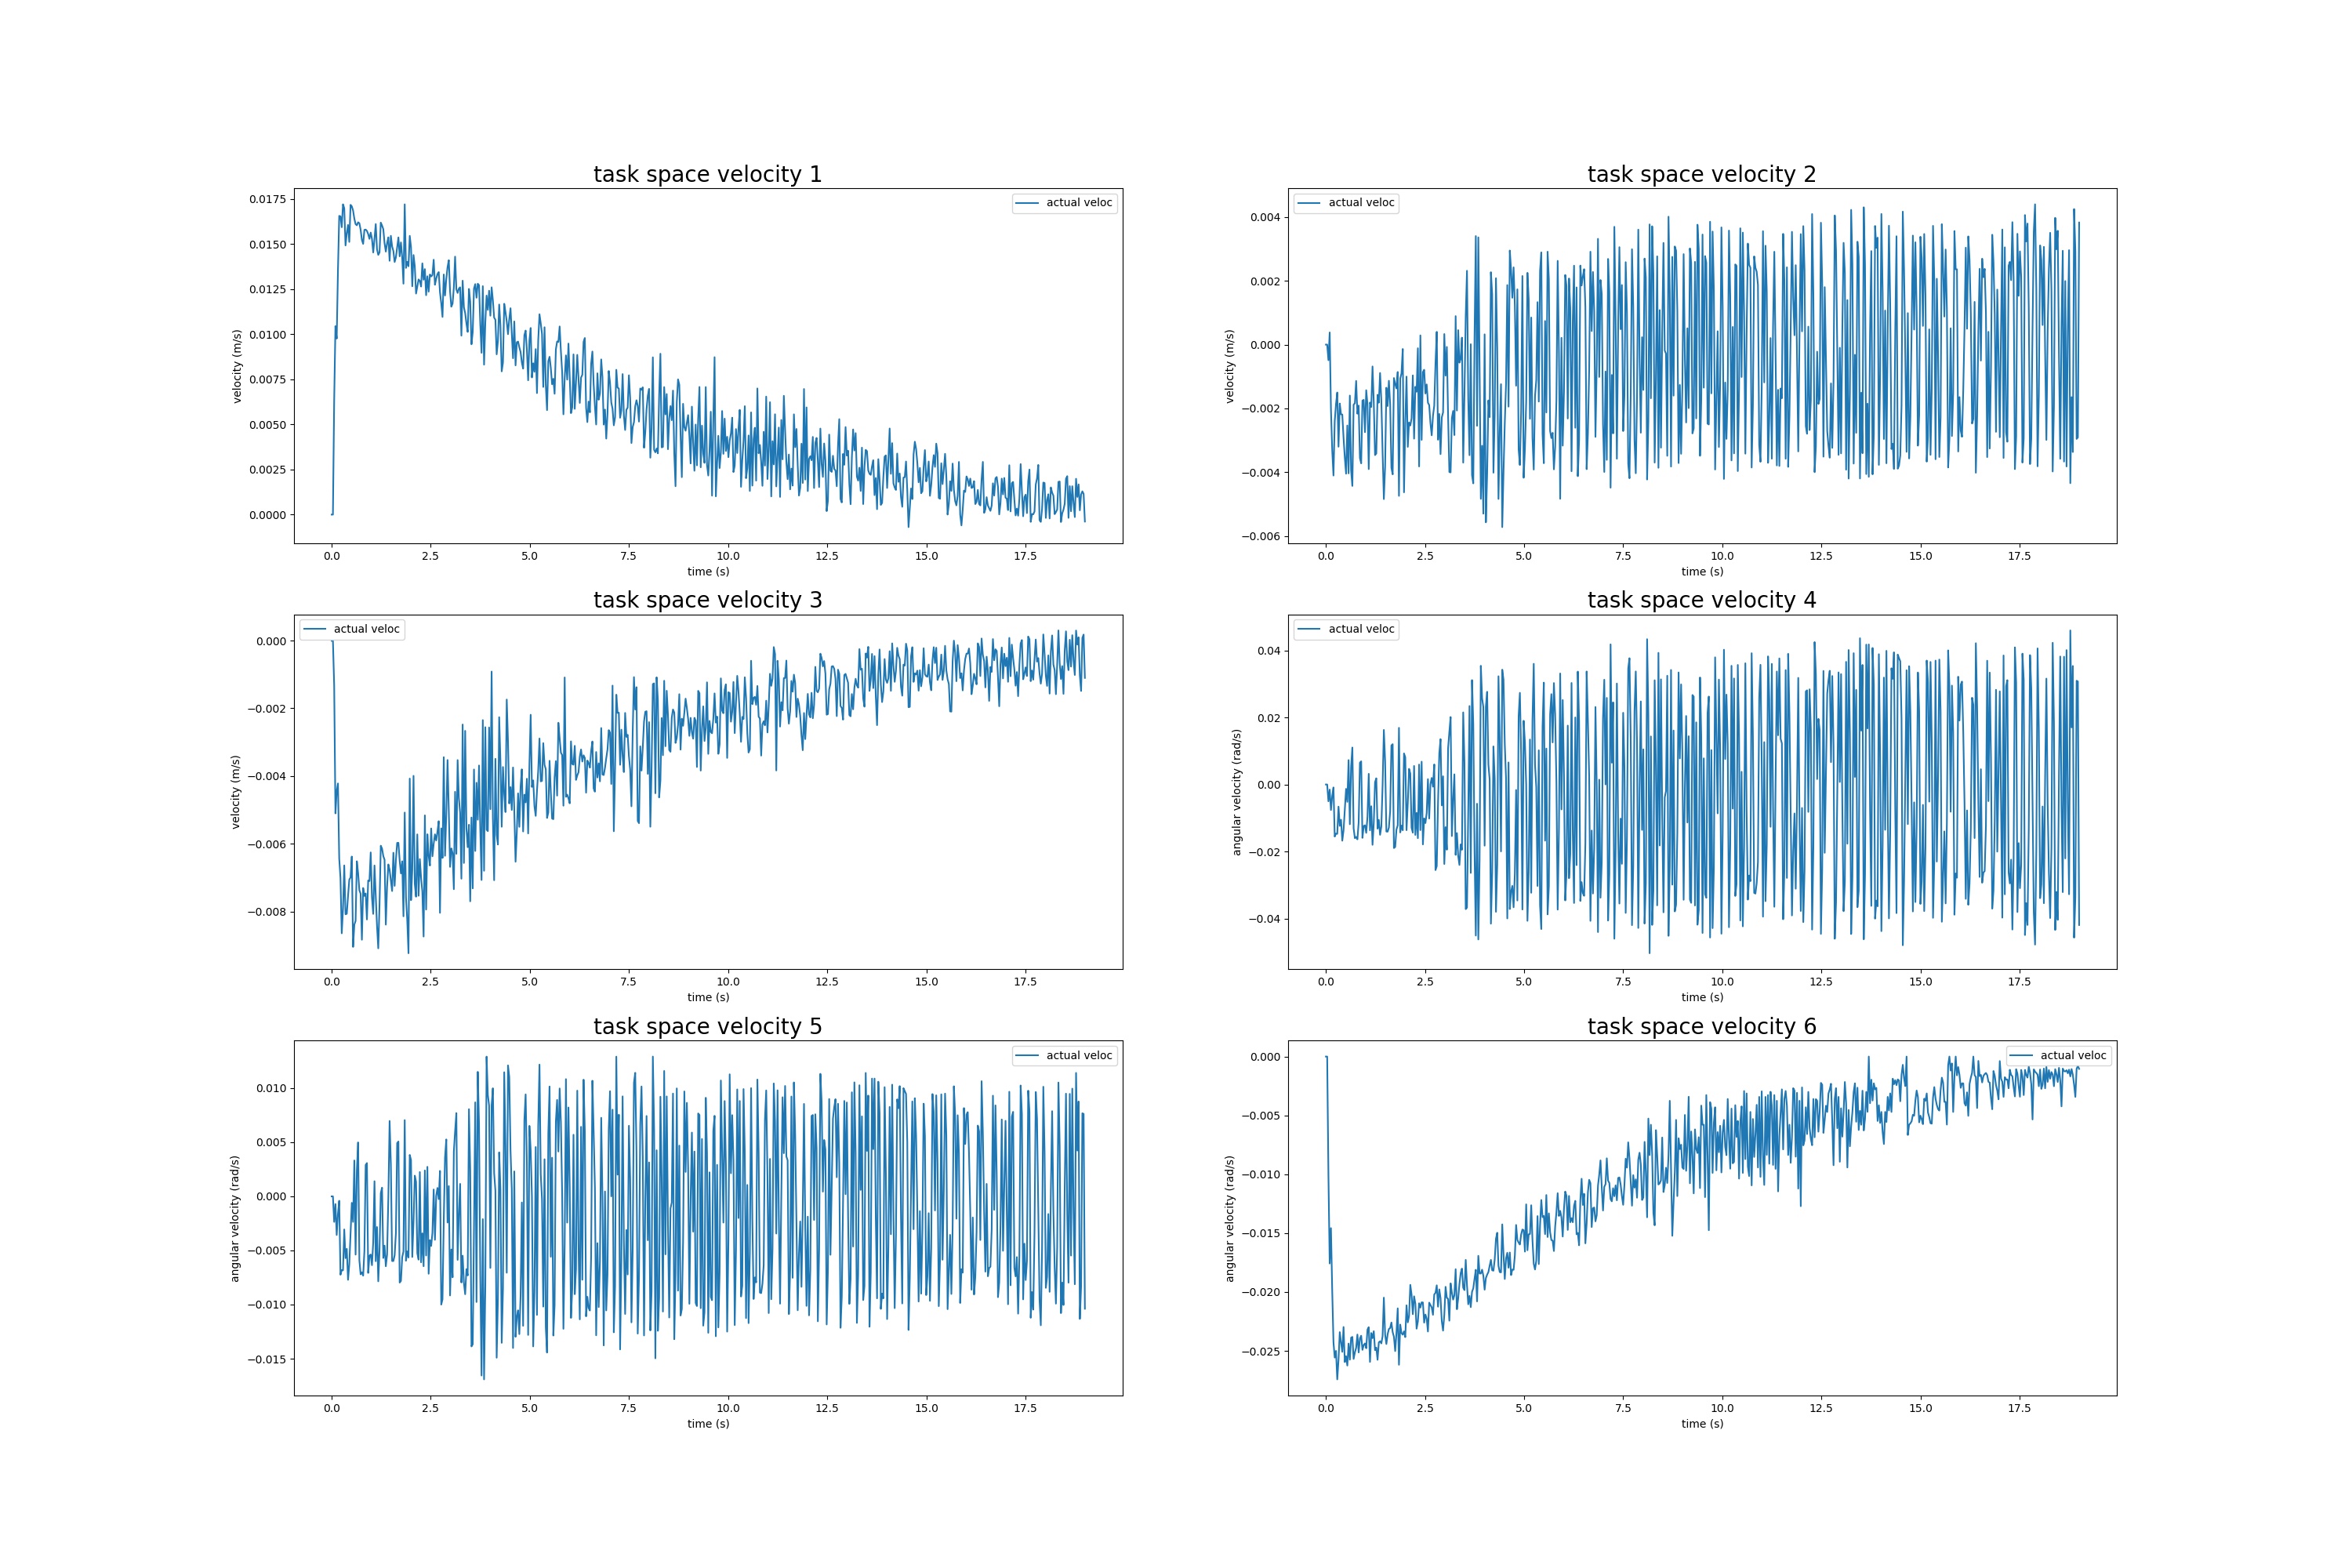 task space velocity 1
actual veloc
velocity (m/s)
0.0175
0.0150
0.0125
0.0100
0.0075
0.0050
0.0025
0.0000
0.0 2.5 5.0 7.5 10.0 12.5 15.0 17.5
time (s)
task space velocity 2
actual veloc
velocity (m/s)
0.004
0.002
0.000
−0.002
−0.004
−0.006
0.0 2.5 5.0 7.5 10.0 12.5 15.0 17.5
time (s)
task space velocity 3
actual veloc
velocity (m/s)
0.000
−0.002
−0.004
−0.006
−0.008
0.0 2.5 5.0 7.5 10.0 12.5 15.0 17.5
time (s)
task space velocity 4
actual veloc
angular velocity (rad/s)
0.04
0.02
0.00
−0.02
−0.04
0.0 2.5 5.0 7.5 10.0 12.5 15.0 17.5
time (s)
task space velocity 5
actual veloc
angular velocity (rad/s)
0.010
0.005
0.000
−0.005
−0.010
−0.015
0.0 2.5 5.0 7.5 10.0 12.5 15.0 17.5
time (s)
task space velocity 6
actual veloc
angular velocity (rad/s)
0.000
−0.005
−0.010
−0.015
−0.020
−0.025
0.0 2.5 5.0 7.5 10.0 12.5 15.0 17.5
time (s)